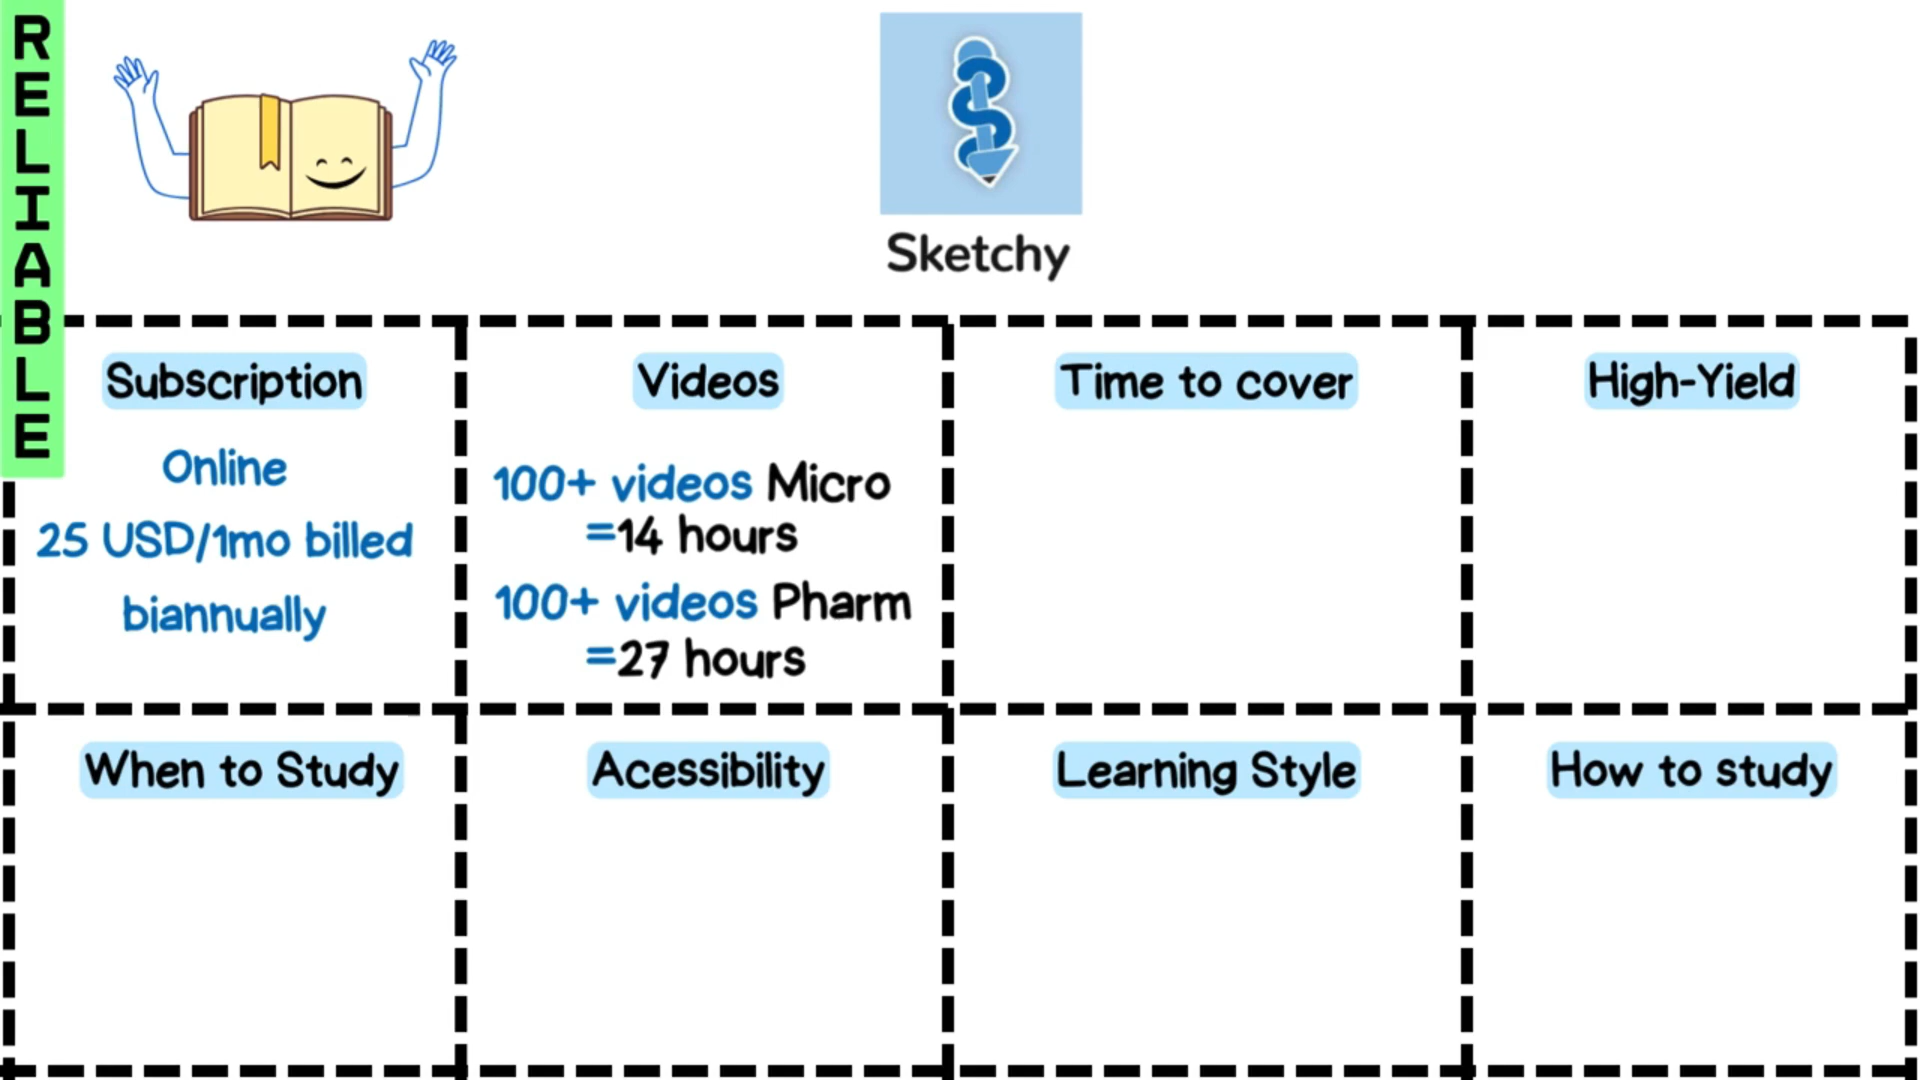 RELIABLE
Sketchy
Subscription
Online
25 USD/1mo billed
biannually
Videos
100+ videos Micro
=14 hours
100+ videos Pharm
=27 hours
Time to cover
High-Yield
When to Study
Acessibility
Learning Style
How to study